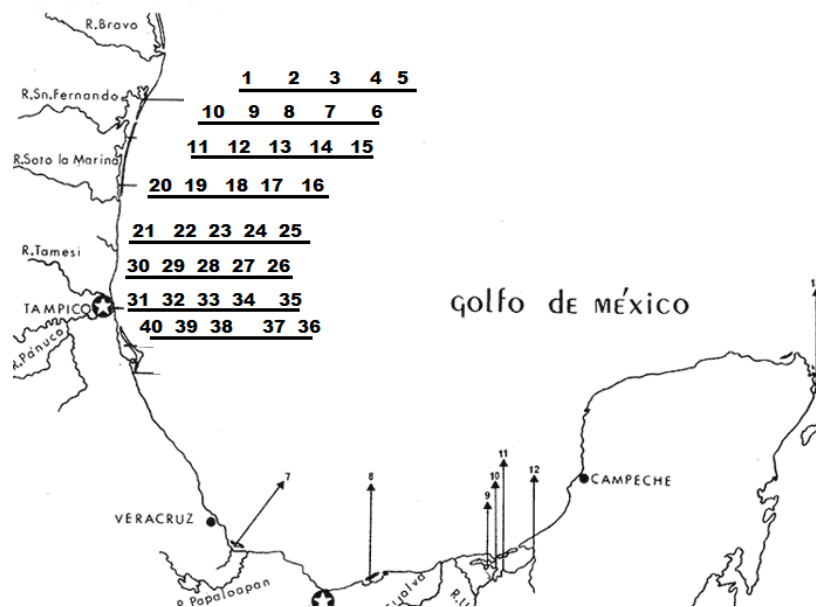 R.Bravo
1 2 3 4 5
R.Sn.Fernando
10 9 8 7 6
11 12 13 14 15
R.Soto la Marina
20 19 18 17 16
21 22 23 24 25
R.Tamesi
30 29 28 27 26
TAMPICO
31 32 33 34 35
golfo dE MÉxico
40 39 38 37 36
R.Pánuco
7
8
9
10
11
12
CAMPECHE
VERACRUZ
Papaloapan